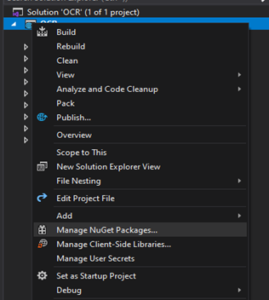 Solution 'OCR' (1 of 1 project)
OCR
Build
Rebuild
Clean
View
Analyze and Code Cleanup
Pack
Publish...
Overview
Scope to This
New Solution Explorer View
File Nesting
Edit Project File
Add
Manage NuGet Packages...
Manage Client-Side Libraries...
Manage User Secrets
Set as Startup Project
Debug